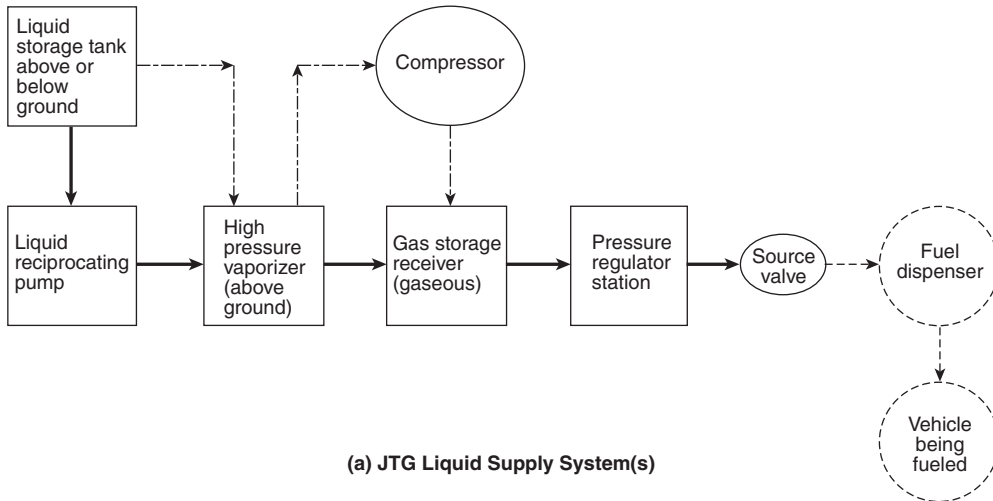 Liquid
storage tank
above or
below
ground
Compressor
Liquid
reciprocating
pump
High
pressure
vaporizer
(above
ground)
Gas storage
receiver
(gaseous)
Pressure
regulator
station
Source
valve
Fuel
dispenser
Vehicle
being
fueled
(a) JTG Liquid Supply System(s)